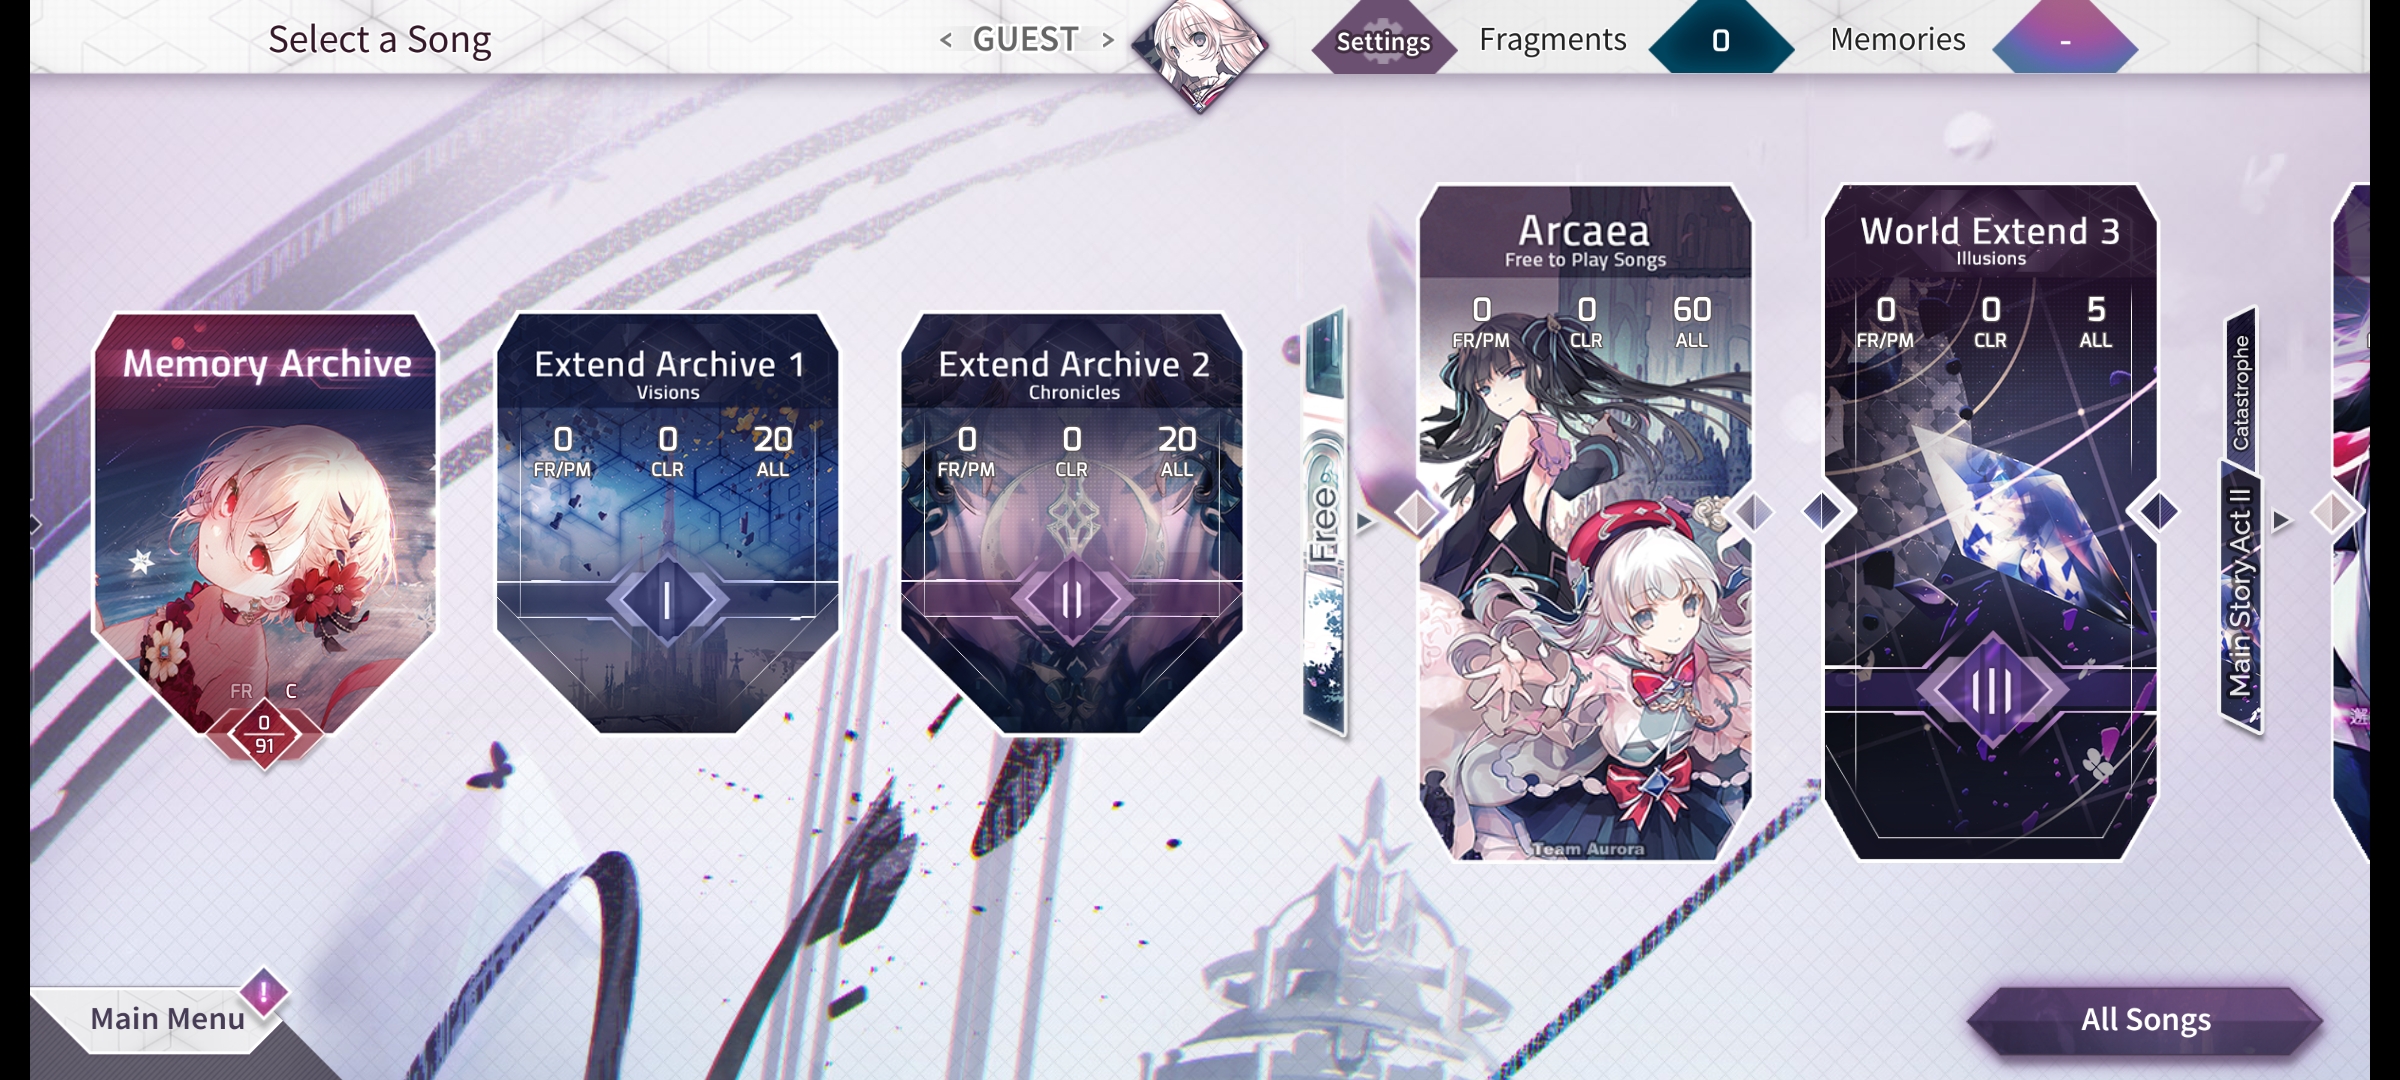 Select a Song
< GUEST >
Settings
Fragments
0
Memories
-
Memory Archive
FR C
0
91
Extend Archive 1
Visions
0 0 20
FR/PM CLR ALL
I
Extend Archive 2
Chronicles
0 0 20
FR/PM CLR ALL
II
Free
Arcaea
Free to Play Songs
0 0 60
FR/PM CLR ALL
Team Aurora
World Extend 3
Illusions
0 0 5
FR/PM CLR ALL
III
Catastrophe
Main Story Act II
Main Menu
!
All Songs